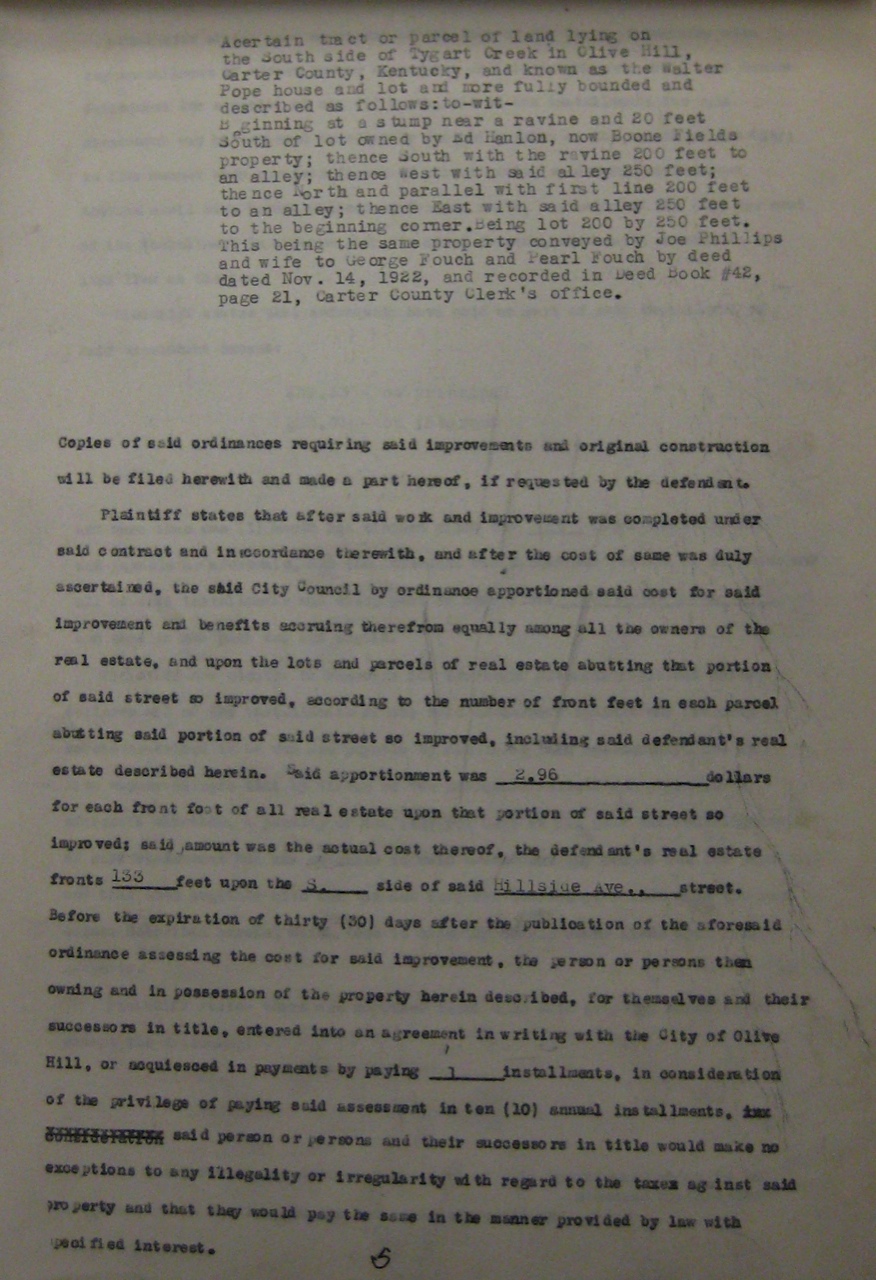 Acertain tract or parcel of land lying on
the South side of Tygart Creek in Olive Hill,
Carter County, Kentucky, and known as the Walter
Pope house and lot and more fully bounded and
described as follows:to-wit-
Beginning at a stump near a ravine and 20 feet
South of lot owned by Ed Hanlon, now Boone Fields
property; thence South with the ravine 200 feet to
an alley; thence West with said alley 250 feet;
thence North and parallel with first line 200 feet
to an alley; thence East with said alley 250 feet
to the beginning corner.Being lot 200 by 250 feet.
This being the same property conveyed by Joe Phillips
and wife to George Fouch and Pearl Fouch by deed
dated Nov. 14, 1922, and recorded in Deed Book #42,
page 21, Carter County Clerk's office.
Copies of said ordinances requiring said improvements and original construction
will be filed herewith and made a part hereof, if requested by the defendant.
Plaintiff states that after said work and improvement was completed under
said contract and inaccordance therewith, and after the cost of same was duly
ascertained, the said City Council by ordinance apportioned said cost for said
improvement and benefits accruing therefrom equally among all the owners of the
real estate, and upon the lots and parcels of real estate abutting that portion
of said street so improved, according to the number of front feet in each parcel
abutting said portion of said street so improved, including said defendant's real
estate described herein. Said apportionment was 2.96 dollars
for each front foot of all real estate upon that portion of said street so
improved; said amount was the actual cost thereof, the defendant's real estate
fronts 133 feet upon the S. side of said Hillside Ave., street.
Before the expiration of thirty (30) days after the publication of the aforesaid
ordinance assessing the cost for said improvement, the person or persons then
owning and in possession of the property herein described, for themselves and their
successors in title, entered into an agreement in writing with the City of Olive
Hill, or acquiesced in payments by paying 1 installments, in consideration
of the privilege of paying said assessment in ten (10) annual installments,
said person or persons and their successors in title would make no
exceptions to any illegality or irregularity with regard to the taxes ag inst said
property and that they would pay the same in the manner provided by law with
specified interest.
5